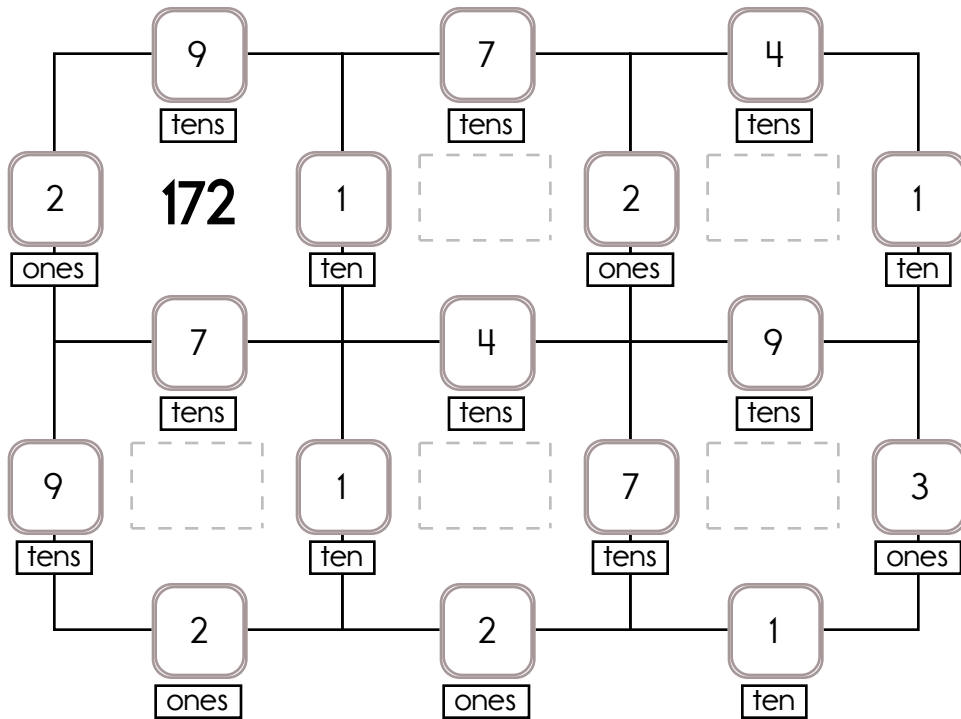 9 7 4
tens tens tens
2 172 1 2 1
ones ten ones ten
7 4 9
tens tens tens
9 1 7 3
tens ten tens ones
2 2 1
ones ones ten